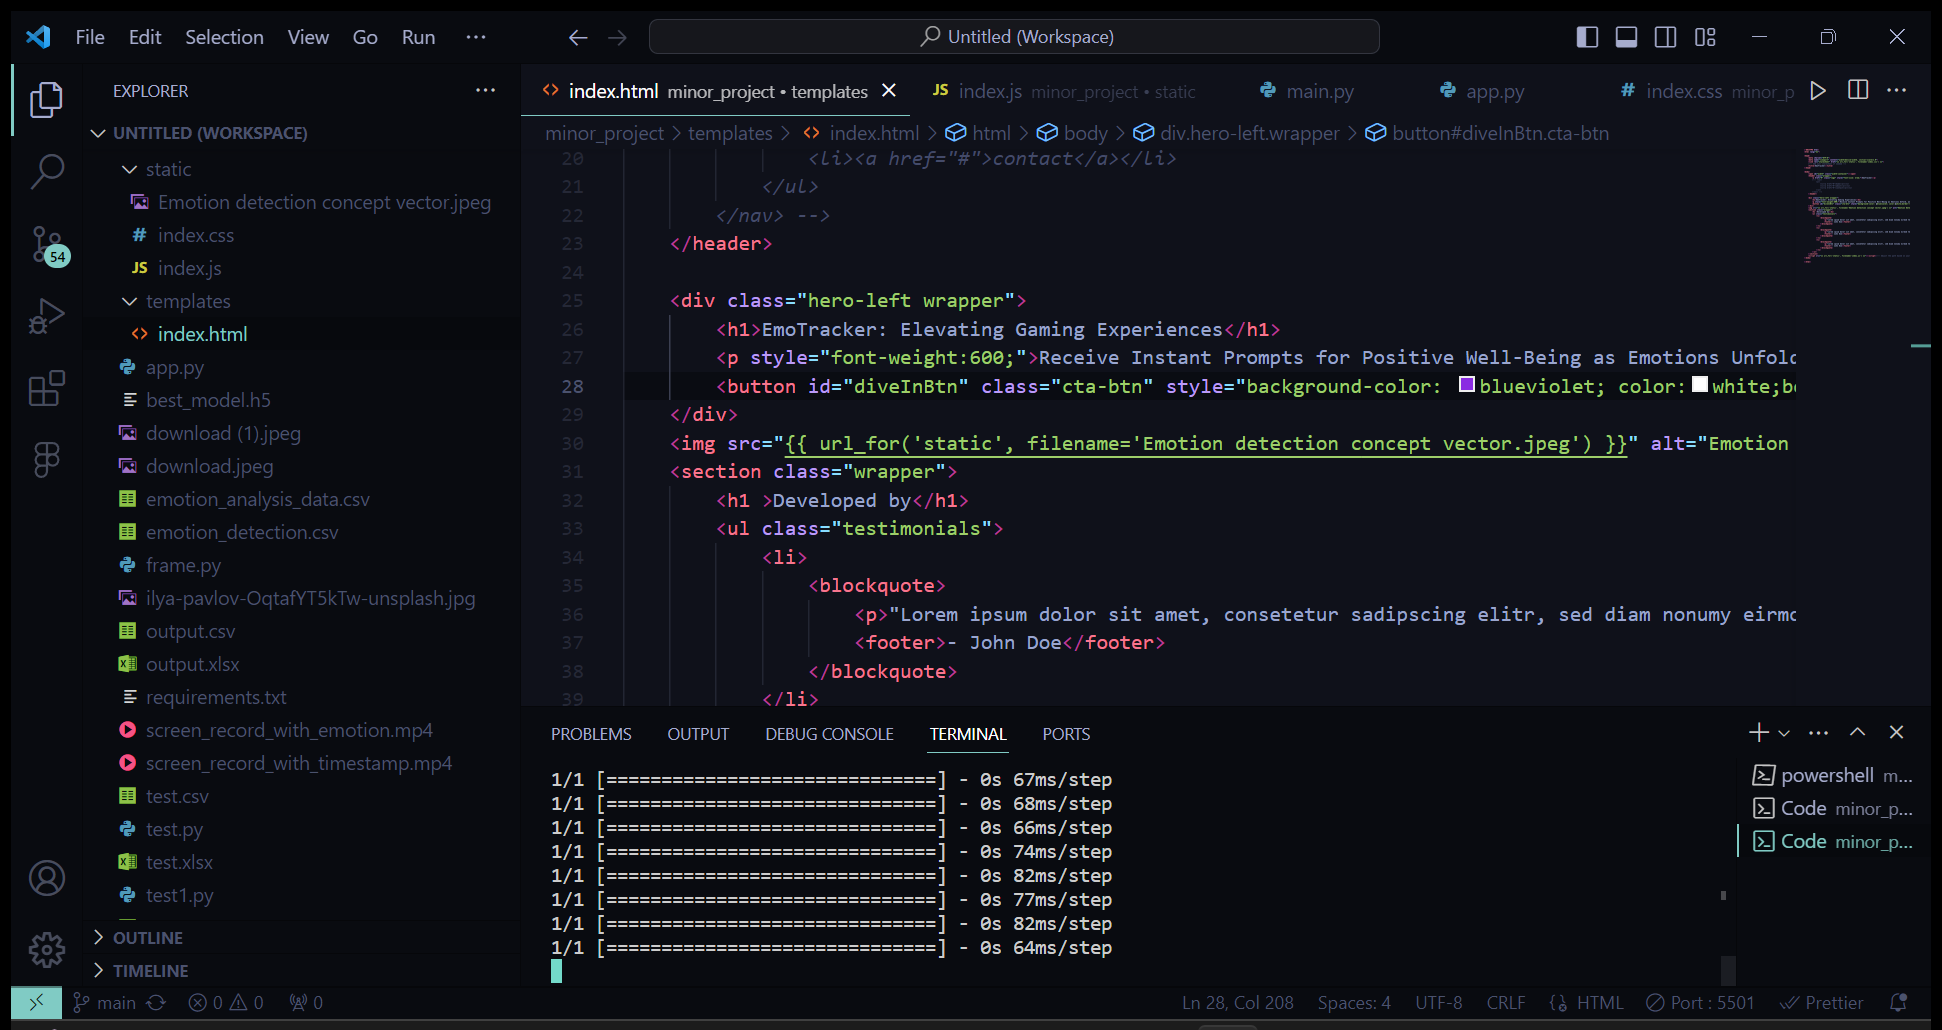 File Edit Selection View Go Run ···
Untitled (Workspace)
EXPLORER ···
UNTITLED (WORKSPACE)
static
Emotion detection concept vector.jpeg
# index.css
JS index.js
templates
<> index.html
app.py
best_model.h5
download (1).jpeg
download.jpeg
emotion_analysis_data.csv
emotion_detection.csv
frame.py
ilya-pavlov-OqtafYT5kTw-unsplash.jpg
output.csv
output.xlsx
requirements.txt
screen_record_with_emotion.mp4
screen_record_with_timestamp.mp4
test.csv
test.py
test.xlsx
test1.py
OUTLINE
TIMELINE
54
<> index.html minor_project • templates
JS index.js minor_project • static
main.py
app.py
# index.css minor_p
minor_project > templates > <> index.html > html > body > div.hero-left.wrapper > button#diveInBtn.cta-btn
20 <li><a href="#">contact</a></li>
21 </ul>
22 </nav> -->
23 </header>
24
25 <div class="hero-left wrapper">
26 <h1>EmoTracker: Elevating Gaming Experiences</h1>
27 <p style="font-weight:600;">Receive Instant Prompts for Positive Well-Being as Emotions Unfol
28 <button id="diveInBtn" class="cta-btn" style="background-color: blueviolet; color: white;b
29 </div>
30 <img src="{{ url_for('static', filename='Emotion detection concept vector.jpeg') }}" alt="Emotion
31 <section class="wrapper">
32 <h1 >Developed by</h1>
33 <ul class="testimonials">
34 <li>
35 <blockquote>
36 <p>"Lorem ipsum dolor sit amet, consetetur sadipscing elitr, sed diam nonumy eirmo
37 <footer>- John Doe</footer>
38 </blockquote>
39 </li>
PROBLEMS OUTPUT DEBUG CONSOLE TERMINAL PORTS
1/1 [==============================] - 0s 67ms/step
1/1 [==============================] - 0s 68ms/step
1/1 [==============================] - 0s 66ms/step
1/1 [==============================] - 0s 74ms/step
1/1 [==============================] - 0s 82ms/step
1/1 [==============================] - 0s 77ms/step
1/1 [==============================] - 0s 82ms/step
1/1 [==============================] - 0s 64ms/step
powershell m...
Code minor_p...
Code minor_p...
main 0 0 0
Ln 28, Col 208 Spaces: 4 UTF-8 CRLF HTML Port : 5501 Prettier